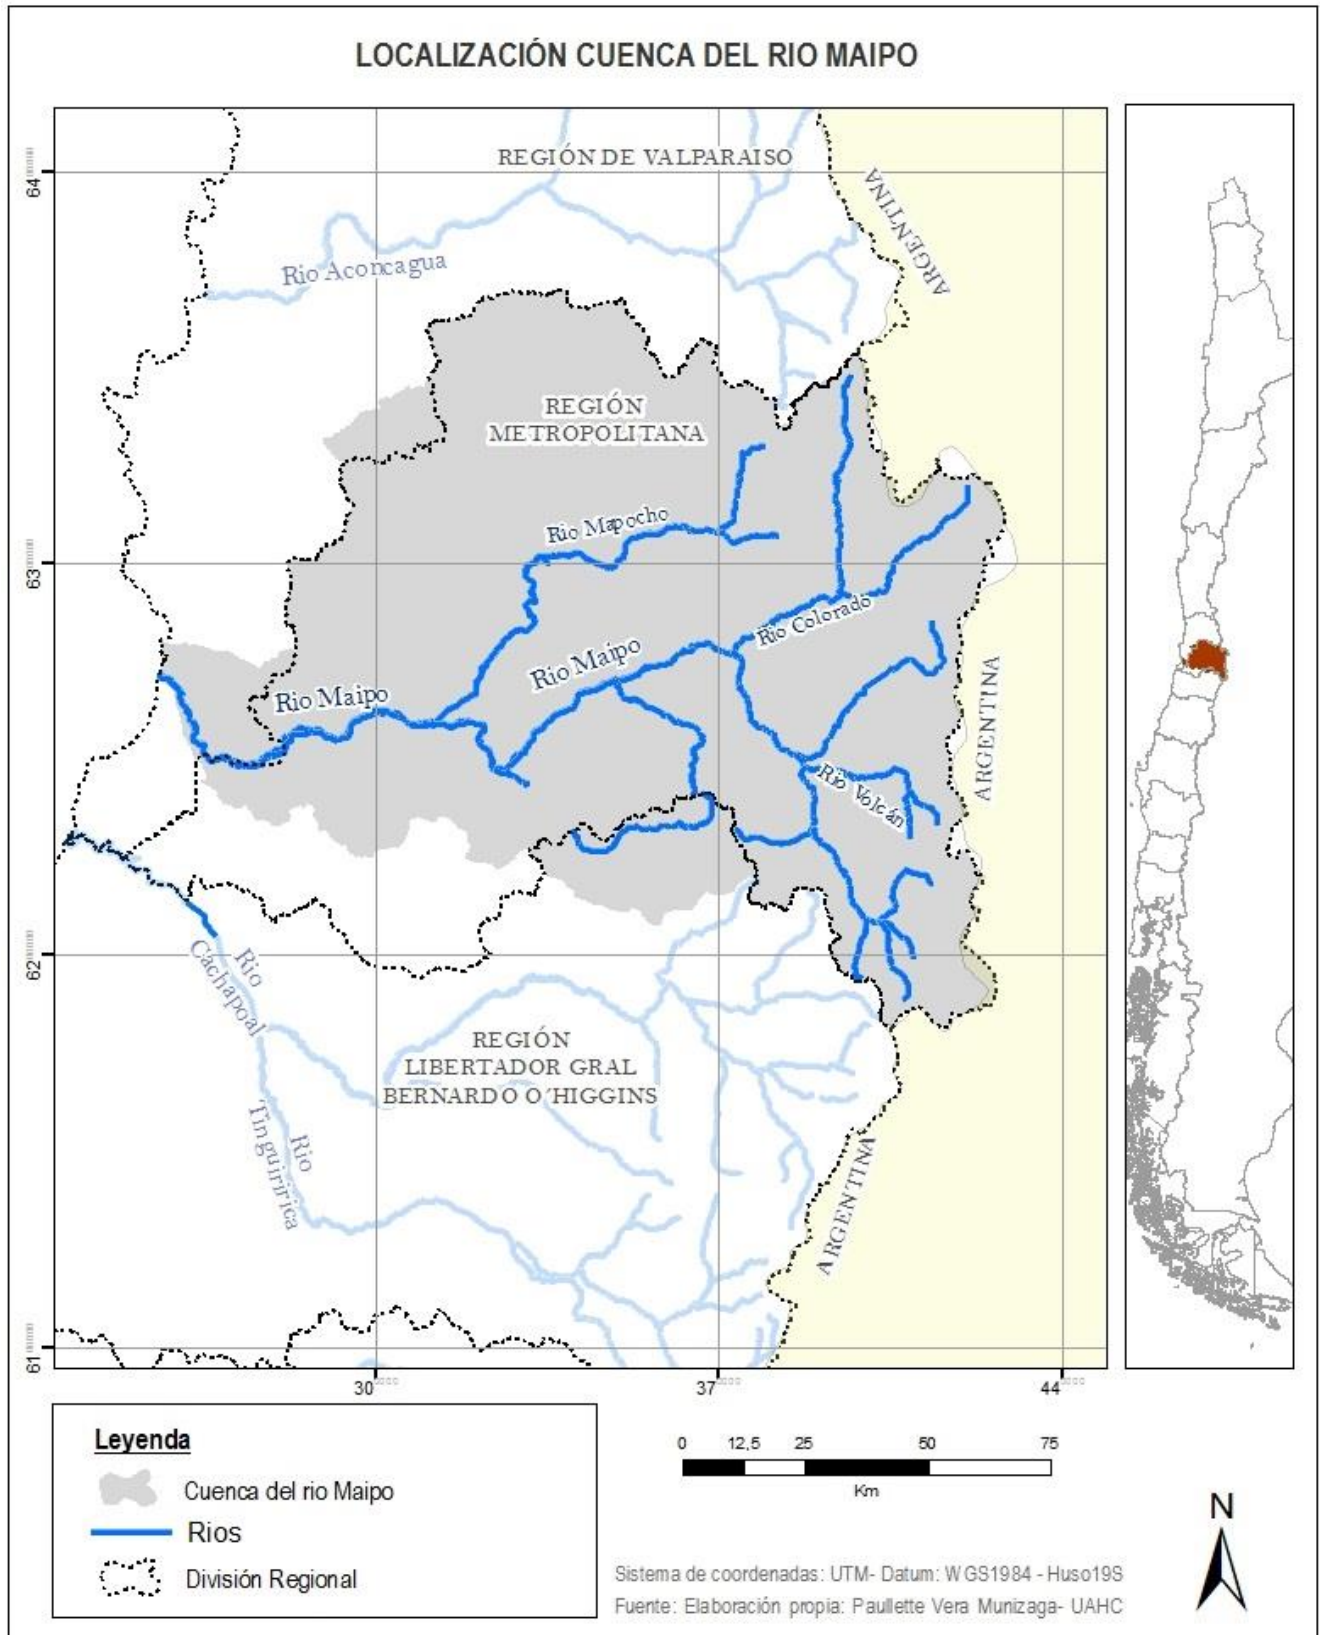 LOCALIZACIÓN CUENCA DEL RIO MAIPO
REGIÓN DE VALPARAISO
ARGENTINA
Rio Aconcagua
REGIÓN
METROPOLITANA
Rio Mapocho
Rio Colorado
Rio Maipo
Rio Maipo
ARGENTINA
Rio Volcán
Rio
Cachapoal
REGIÓN
LIBERTADOR GRAL
BERNARDO O´HIGGINS
Rio
Tinguiririca
ARGENTINA
64
63
62
61
30
37
44
Leyenda
Cuenca del rio Maipo
Rios
División Regional
0 12,5 25 50 75
Km
N
Sistema de coordenadas: UTM- Datum: WGS1984 - Huso19S
Fuente: Elaboración propia: Paullette Vera Munizaga- UAHC